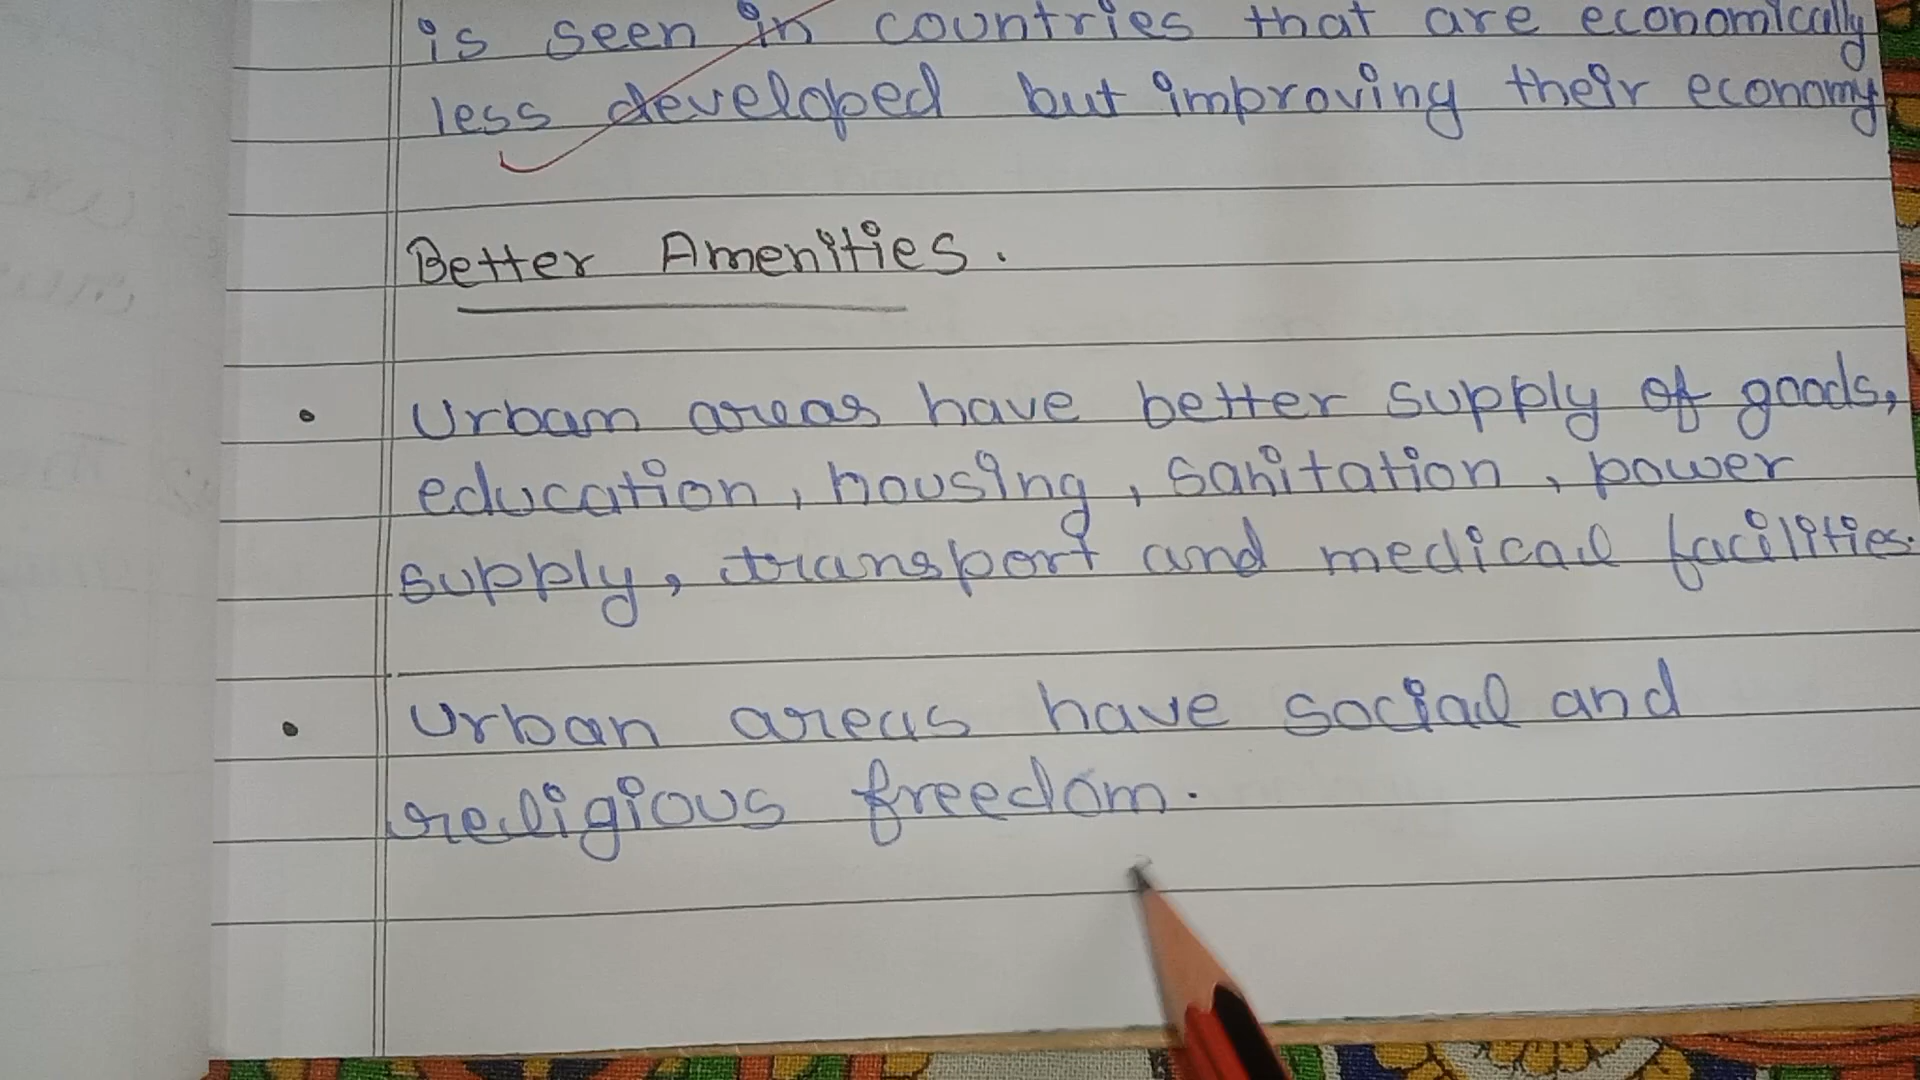 is seen in countries that are economically
less developed but improving their economy
Better Amenities.
• Urban areas have better supply of goods,
education, housing, sanitation, power
supply, transport and medical facilities.
• Urban areas have social and
religious freedom.